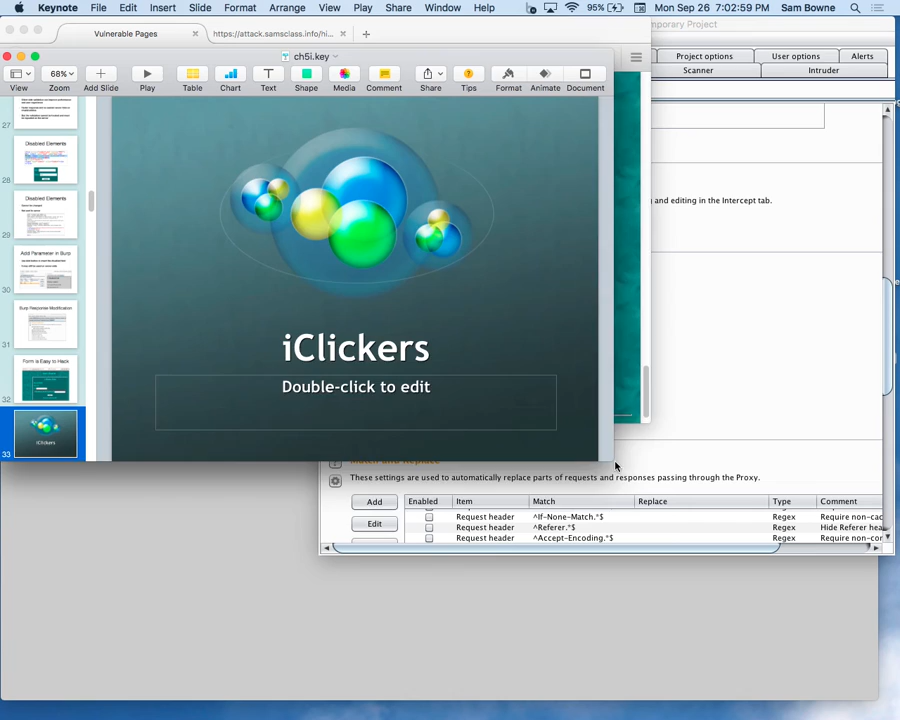 Keynote File Edit Insert Slide Format Arrange View Play Share Window Help 95% Mon Sep 26 7:02:59 PM Sam Bowne
Vulnerable Pages × https://attack.samsclass.info/hi... × +
mporary Project
ch5i.key
Project options User options Alerts
Scanner Intruder
68%
View Zoom Add Slide Play Table Chart Text Shape Media Comment Share Tips Format Animate Document
27
Disabled Elements
28
Disabled Elements
29
Add Parameter in Burp
30
Burp Response Modification
31
Form is Easy to Hack
32
iClickers
33
iClickers
Double-click to edit
and editing in the Intercept tab.
Match and Replace
These settings are used to automatically replace parts of requests and responses passing through the Proxy.
Add
Edit
Enabled Item Match Replace Type Comment
Request header ^If-None-Match.*$ Regex Require non-cac
Request header ^Referer.*$ Regex Hide Referer hea
Request header ^Accept-Encoding.*$ Regex Require non-cor